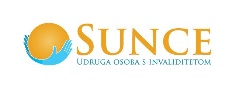 SUNCE
UDRUGA OSOBA S INVALIDITETOM